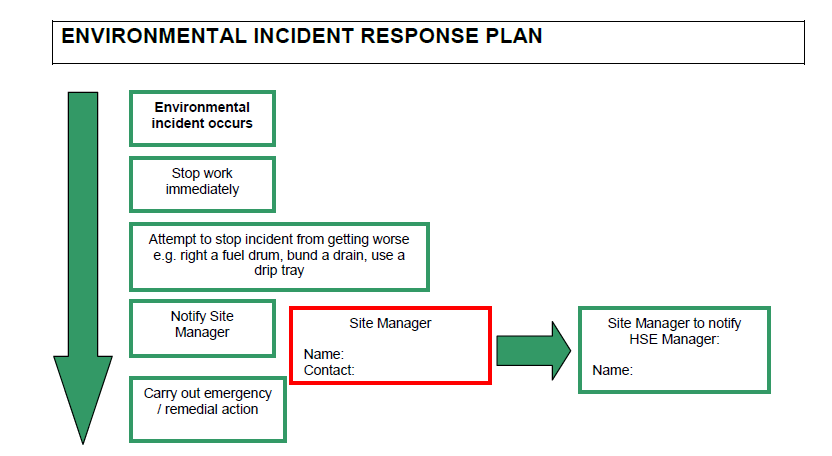 ENVIRONMENTAL INCIDENT RESPONSE PLAN
Environmental
incident occurs
Stop work
immediately
Attempt to stop incident from getting worse
e.g. right a fuel drum, bund a drain, use a
drip tray
Notify Site
Manager
Site Manager
Name:
Contact:
Site Manager to notify
HSE Manager:
Name:
Carry out emergency
/ remedial action